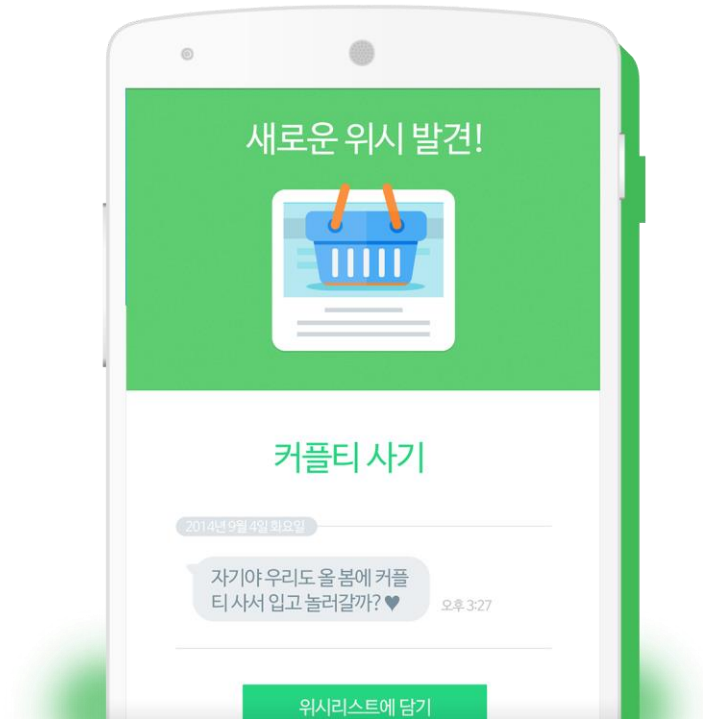 새로운 위시 발견!
커플티 사기
2014년 9월 4일 화요일
자기야 우리도 올 봄에 커플
티 사서 입고 놀러갈까? ♥
오후 3:27
위시리스트에 담기